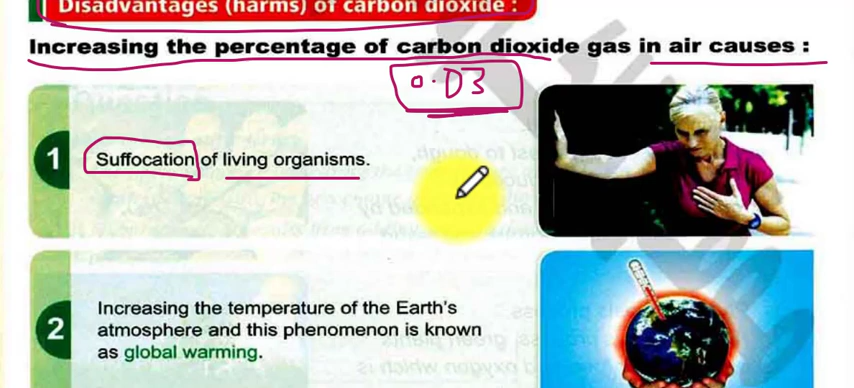 Disadvantages (harms) of carbon dioxide :
Increasing the percentage of carbon dioxide gas in air causes :
0.03
1
Suffocation of living organisms.
2
Increasing the temperature of the Earth's
atmosphere and this phenomenon is known
as global warming.